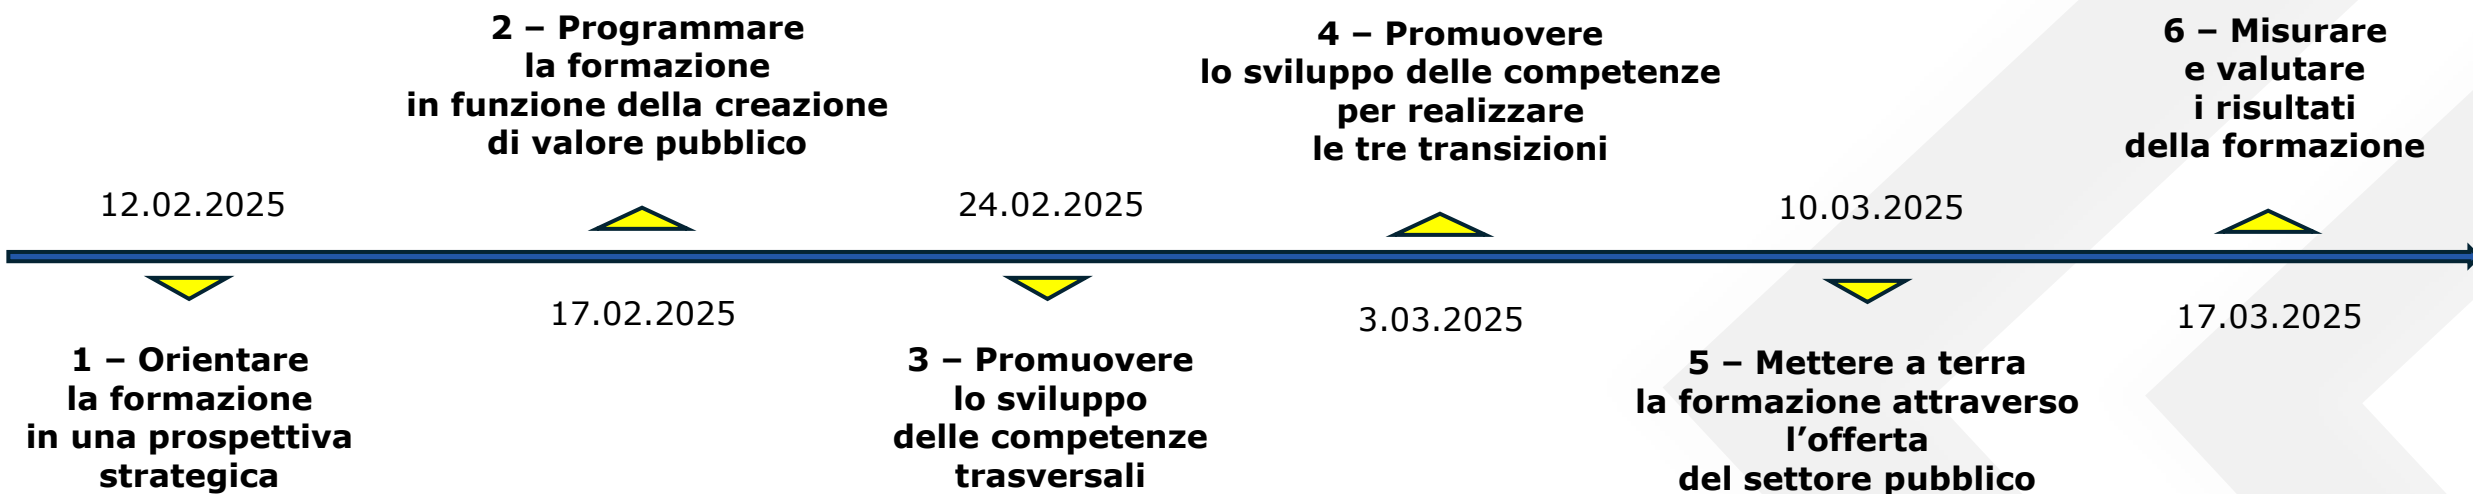 12.02.2025
1 – Orientare
la formazione
in una prospettiva
strategica
2 – Programmare
la formazione
in funzione della creazione
di valore pubblico
17.02.2025
24.02.2025
3 – Promuovere
lo sviluppo
delle competenze
trasversali
4 – Promuovere
lo sviluppo delle competenze
per realizzare
le tre transizioni
3.03.2025
10.03.2025
5 – Mettere a terra
la formazione attraverso
l’offerta
del settore pubblico
6 – Misurare
e valutare
i risultati
della formazione
17.03.2025